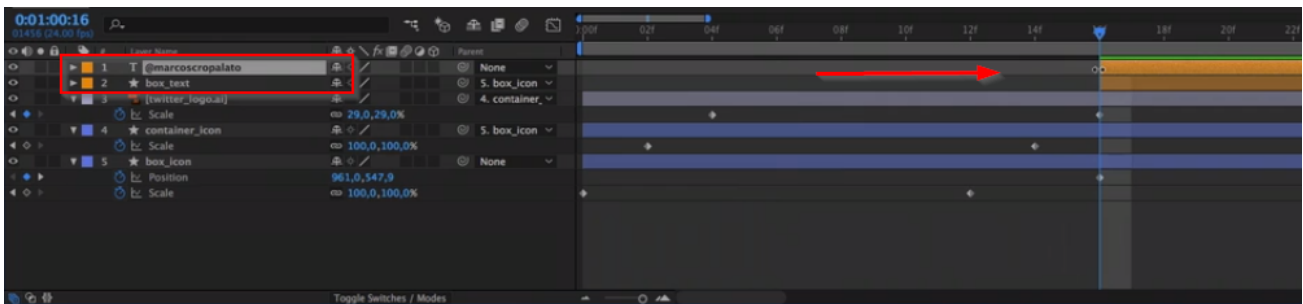 0:01:00:16
01456 (24.00 fps)
:00f 02f 04f 06f 08f 10f 12f 14f 18f 20f 22f
# Layer Name Parent
1 T @marcoscropalato None
2 box_text 5. box_icon
3 [twitter_logo.ai] 4. container_
Scale 29,0,29,0%
4 container_icon 5. box_icon
Scale 100,0,100,0%
5 box_icon None
Position 961,0,547,9
Scale 100,0,100,0%
Toggle Switches / Modes